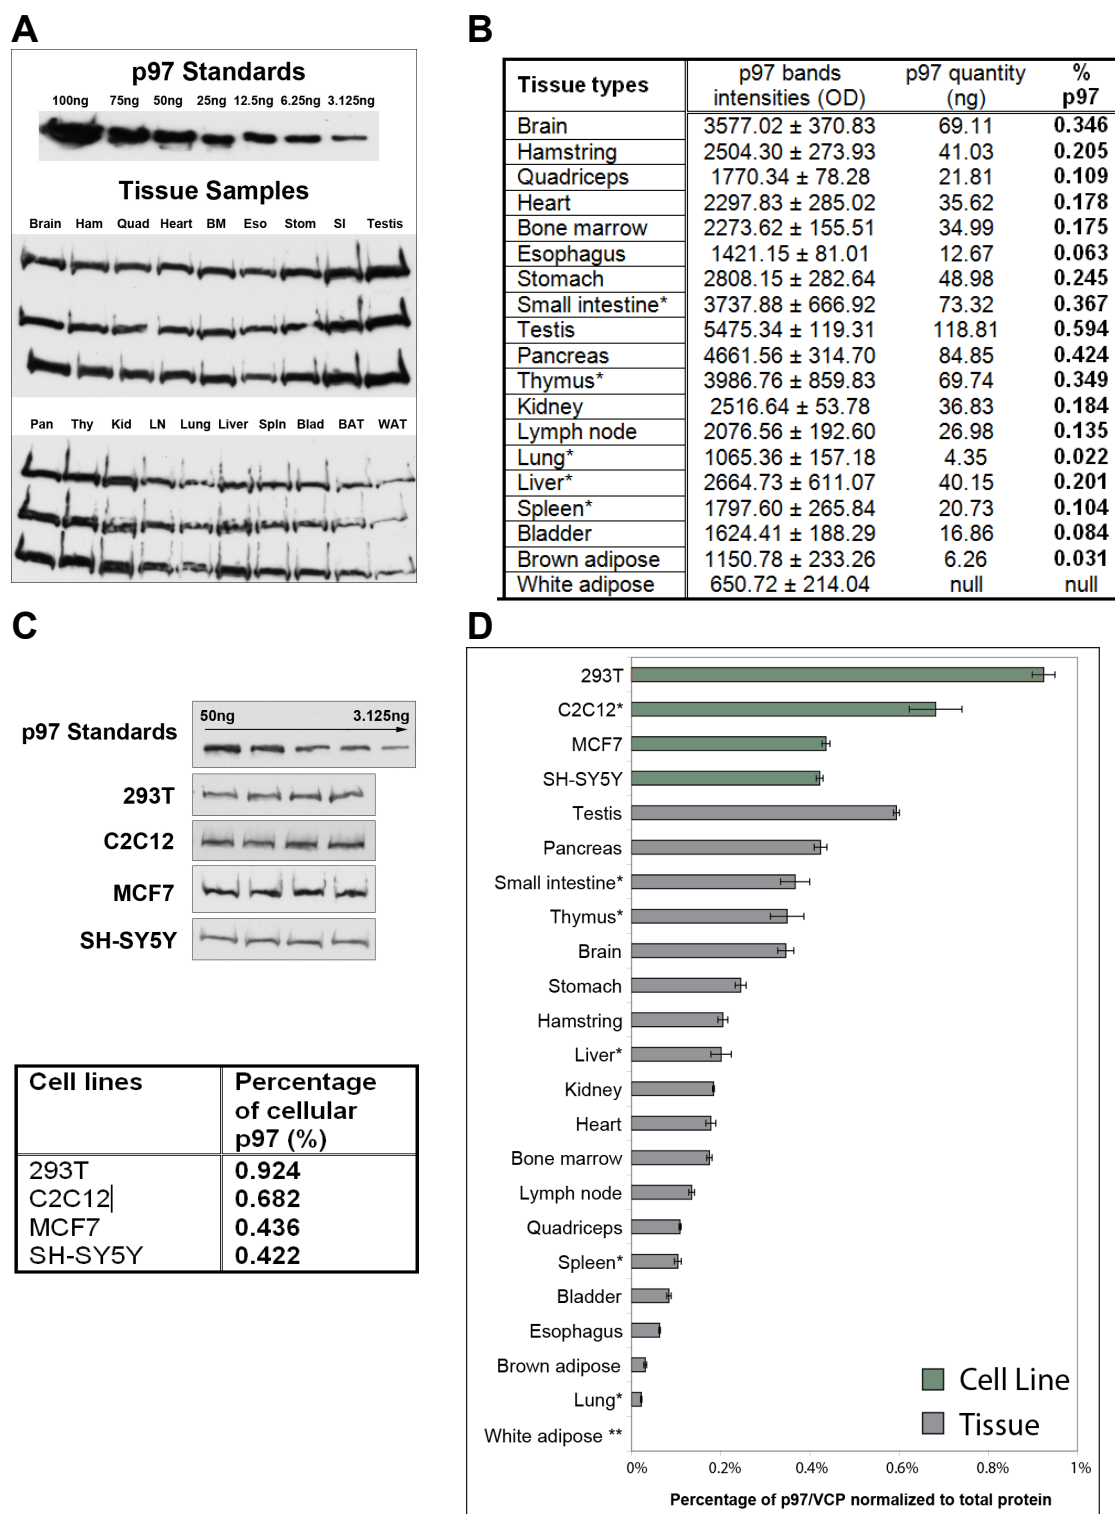 A
p97 Standards
100ng 75ng 50ng 25ng 12.5ng 6.25ng 3.125ng
Tissue Samples
Brain Ham Quad Heart BM Eso Stom SI Testis
Pan Thy Kid LN Lung Liver Spln Blad BAT WAT
B
Tissue types p97 bands intensities (OD) p97 quantity (ng) % p97
Brain 3577.02 ± 370.83 69.11 0.346
Hamstring 2504.30 ± 273.93 41.03 0.205
Quadriceps 1770.34 ± 78.28 21.81 0.109
Heart 2297.83 ± 285.02 35.62 0.178
Bone marrow 2273.62 ± 155.51 34.99 0.175
Esophagus 1421.15 ± 81.01 12.67 0.063
Stomach 2808.15 ± 282.64 48.98 0.245
Small intestine* 3737.88 ± 666.92 73.32 0.367
Testis 5475.34 ± 119.31 118.81 0.594
Pancreas 4661.56 ± 314.70 84.85 0.424
Thymus* 3986.76 ± 859.83 69.74 0.349
Kidney 2516.64 ± 53.78 36.83 0.184
Lymph node 2076.56 ± 192.60 26.98 0.135
Lung* 1065.36 ± 157.18 4.35 0.022
Liver* 2664.73 ± 611.07 40.15 0.201
Spleen* 1797.60 ± 265.84 20.73 0.104
Bladder 1624.41 ± 188.29 16.86 0.084
Brown adipose 1150.78 ± 233.26 6.26 0.031
White adipose 650.72 ± 214.04 null null
C
p97 Standards
50ng 3.125ng
293T
C2C12
MCF7
SH-SY5Y
Cell lines Percentage of cellular p97 (%)
293T 0.924
C2C12 0.682
MCF7 0.436
SH-SY5Y 0.422
D
293T
C2C12*
MCF7
SH-SY5Y
Testis
Pancreas
Small intestine*
Thymus*
Brain
Stomach
Hamstring
Liver*
Kidney
Heart
Bone marrow
Lymph node
Quadriceps
Spleen*
Bladder
Esophagus
Brown adipose
Lung*
White adipose **
Cell Line
Tissue
0% 0.2% 0.6% 0.8% 1%
Percentage of p97/VCP normalized to total protein